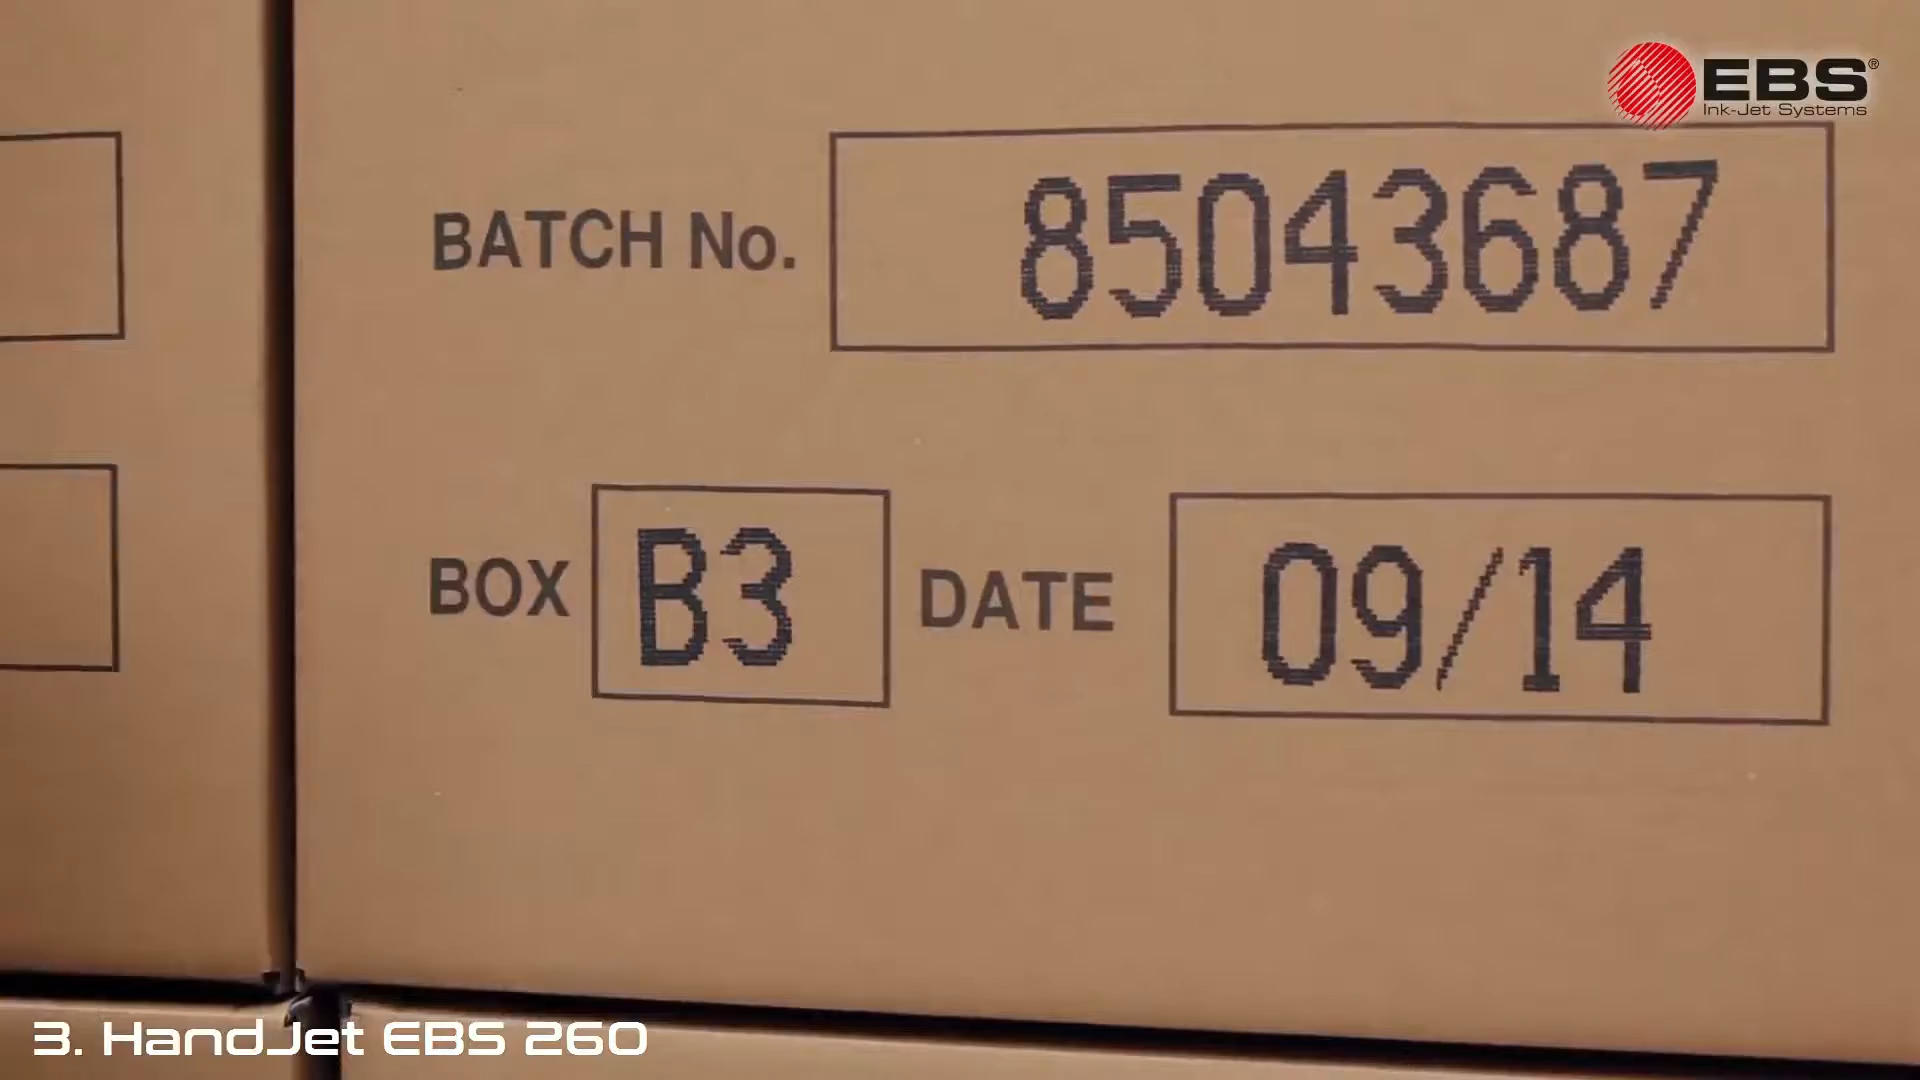 EBS®
Ink-Jet Systems
BATCH No. 85043687
BOX B3 DATE 09/14
3. HandJet EBS 260